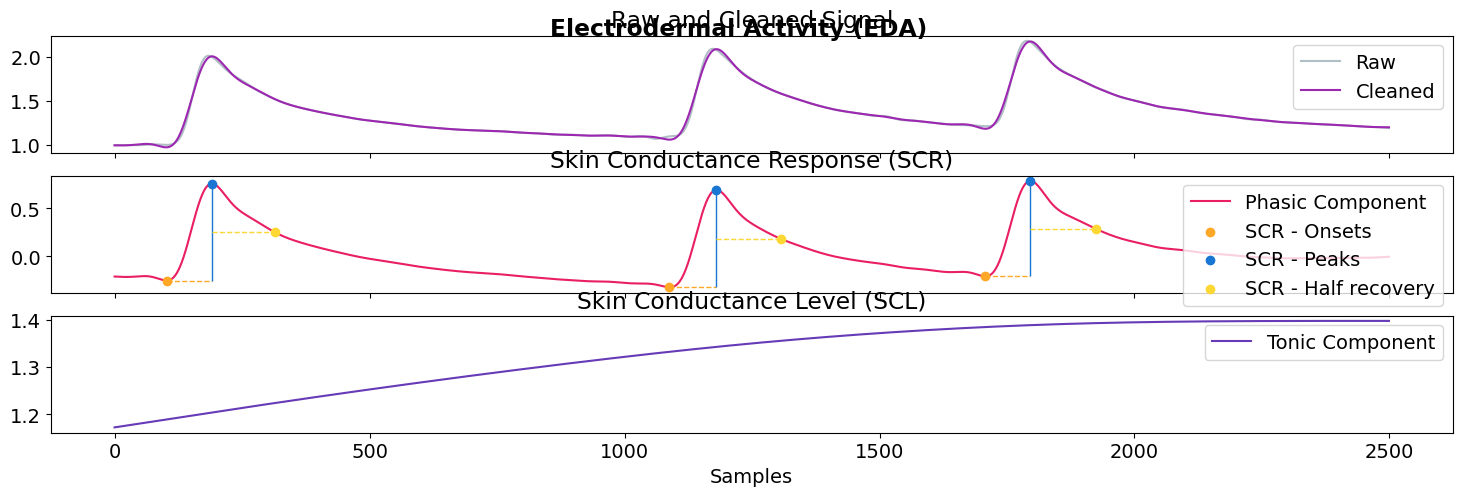 Raw and Cleaned Signal
Electrodermal Activity (EDA)
2.0
1.5
1.0
Raw
Cleaned
Skin Conductance Response (SCR)
0.5
0.0
Phasic Component
SCR - Onsets
SCR - Peaks
SCR - Half recovery
Skin Conductance Level (SCL)
1.4
1.3
1.2
Tonic Component
0 500 1000 1500 2000 2500
Samples